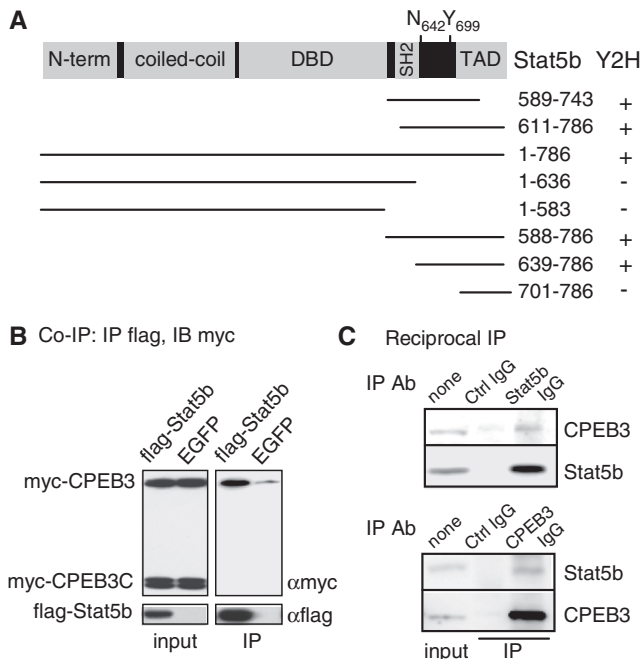 A
N642Y699
N-term coiled-coil DBD SH2 TAD Stat5b Y2H
589-743 +
611-786 +
1-786 +
1-636 -
1-583 -
588-786 +
639-786 +
701-786 -
B Co-IP: IP flag, IB myc
flag-Stat5b EGFP flag-Stat5b EGFP
myc-CPEB3
myc-CPEB3C αmyc
flag-Stat5b αflag
input IP
C Reciprocal IP
IP Ab none Ctrl IgG Stat5b IgG
CPEB3
Stat5b
IP Ab none Ctrl IgG CPEB3 IgG
Stat5b
CPEB3
input IP